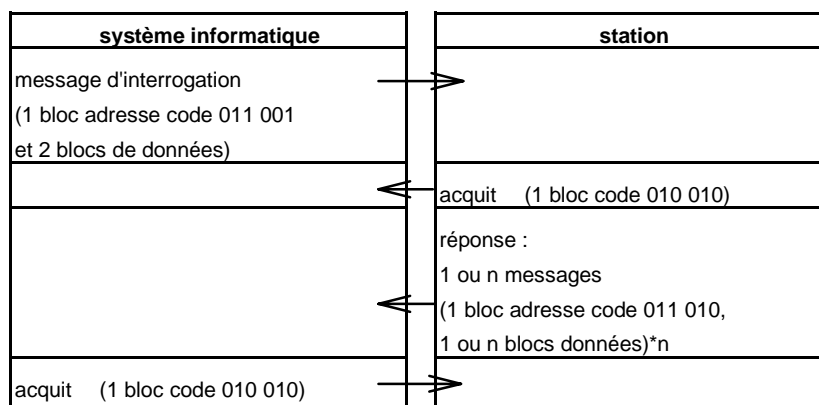 système informatique
station
message d'interrogation
(1 bloc adresse code 011 001
et 2 blocs de données)
acquit (1 bloc code 010 010)
réponse :
1 ou n messages
(1 bloc adresse code 011 010,
1 ou n blocs données)*n
acquit (1 bloc code 010 010)